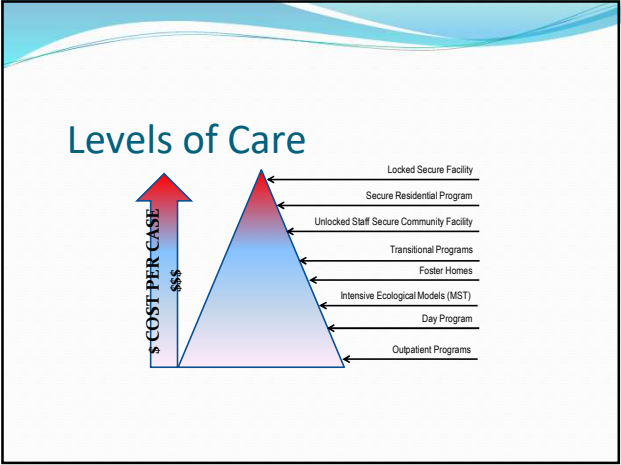 Levels of Care
$ COST PER CASE
$$$
Locked Secure Facility
Secure Residential Program
Unlocked Staff Secure Community Facility
Transitional Programs
Foster Homes
Intensive Ecological Models (MST)
Day Program
Outpatient Programs